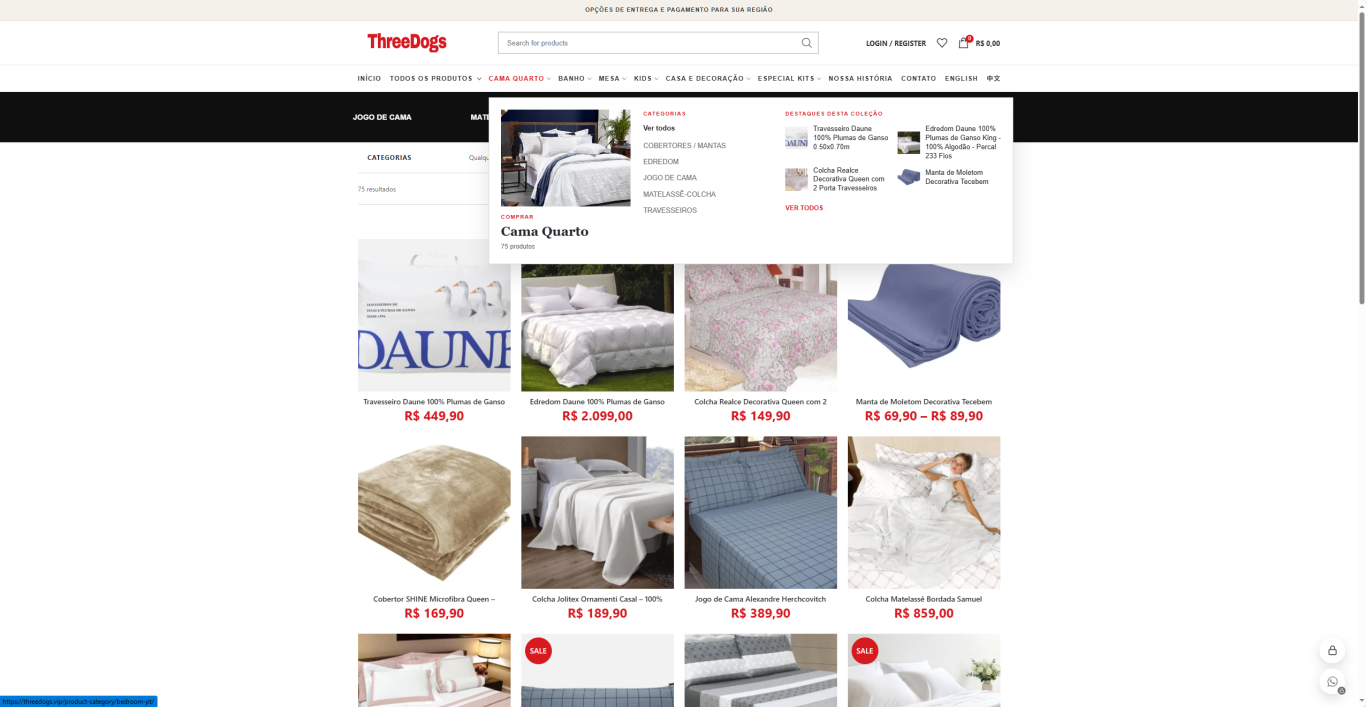 OPÇÕES DE ENTREGA E PAGAMENTO PARA SUA REGIÃO
ThreeDogs
Search for products
LOGIN / REGISTER
0
R$ 0,00
INÍCIO TODOS OS PRODUTOS CAMA QUARTO BANHO MESA KIDS CASA E DECORAÇÃO ESPECIAL KITS NOSSA HISTÓRIA CONTATO ENGLISH 中文
JOGO DE CAMA
CATEGORIAS
75 resultados
COMPRAR
Cama Quarto
75 produtos
CATEGORIAS
Ver todos
COBERTORES / MANTAS
EDREDOM
JOGO DE CAMA
MATELASSÊ-COLCHA
TRAVESSEIROS
DESTAQUES DESTA COLEÇÃO
Travesseiro Daune
100% Plumas de Ganso
0.50x0.70m
Edredom Daune 100%
Plumas de Ganso King -
100% Algodão - Percal
233 Fios
Colcha Realce
Decorativa Queen com
2 Porta Travesseiros
Manta de Moletom
Decorativa Tecebem
VER TODOS
DAUNE
Travesseiro Daune 100% Plumas de Ganso
R$ 449,90
Edredom Daune 100% Plumas de Ganso
R$ 2.099,00
Colcha Realce Decorativa Queen com 2
R$ 149,90
Manta de Moletom Decorativa Tecebem
R$ 69,90 – R$ 89,90
Cobertor SHINE Microfibra Queen –
R$ 169,90
Colcha Jolitex Ornamenti Casal – 100%
R$ 189,90
Jogo de Cama Alexandre Herchcovitch
R$ 389,90
Colcha Matelassê Bordada Samuel
R$ 859,00
SALE
SALE
https://threedogs.vip/product-category/bedroom-pt/